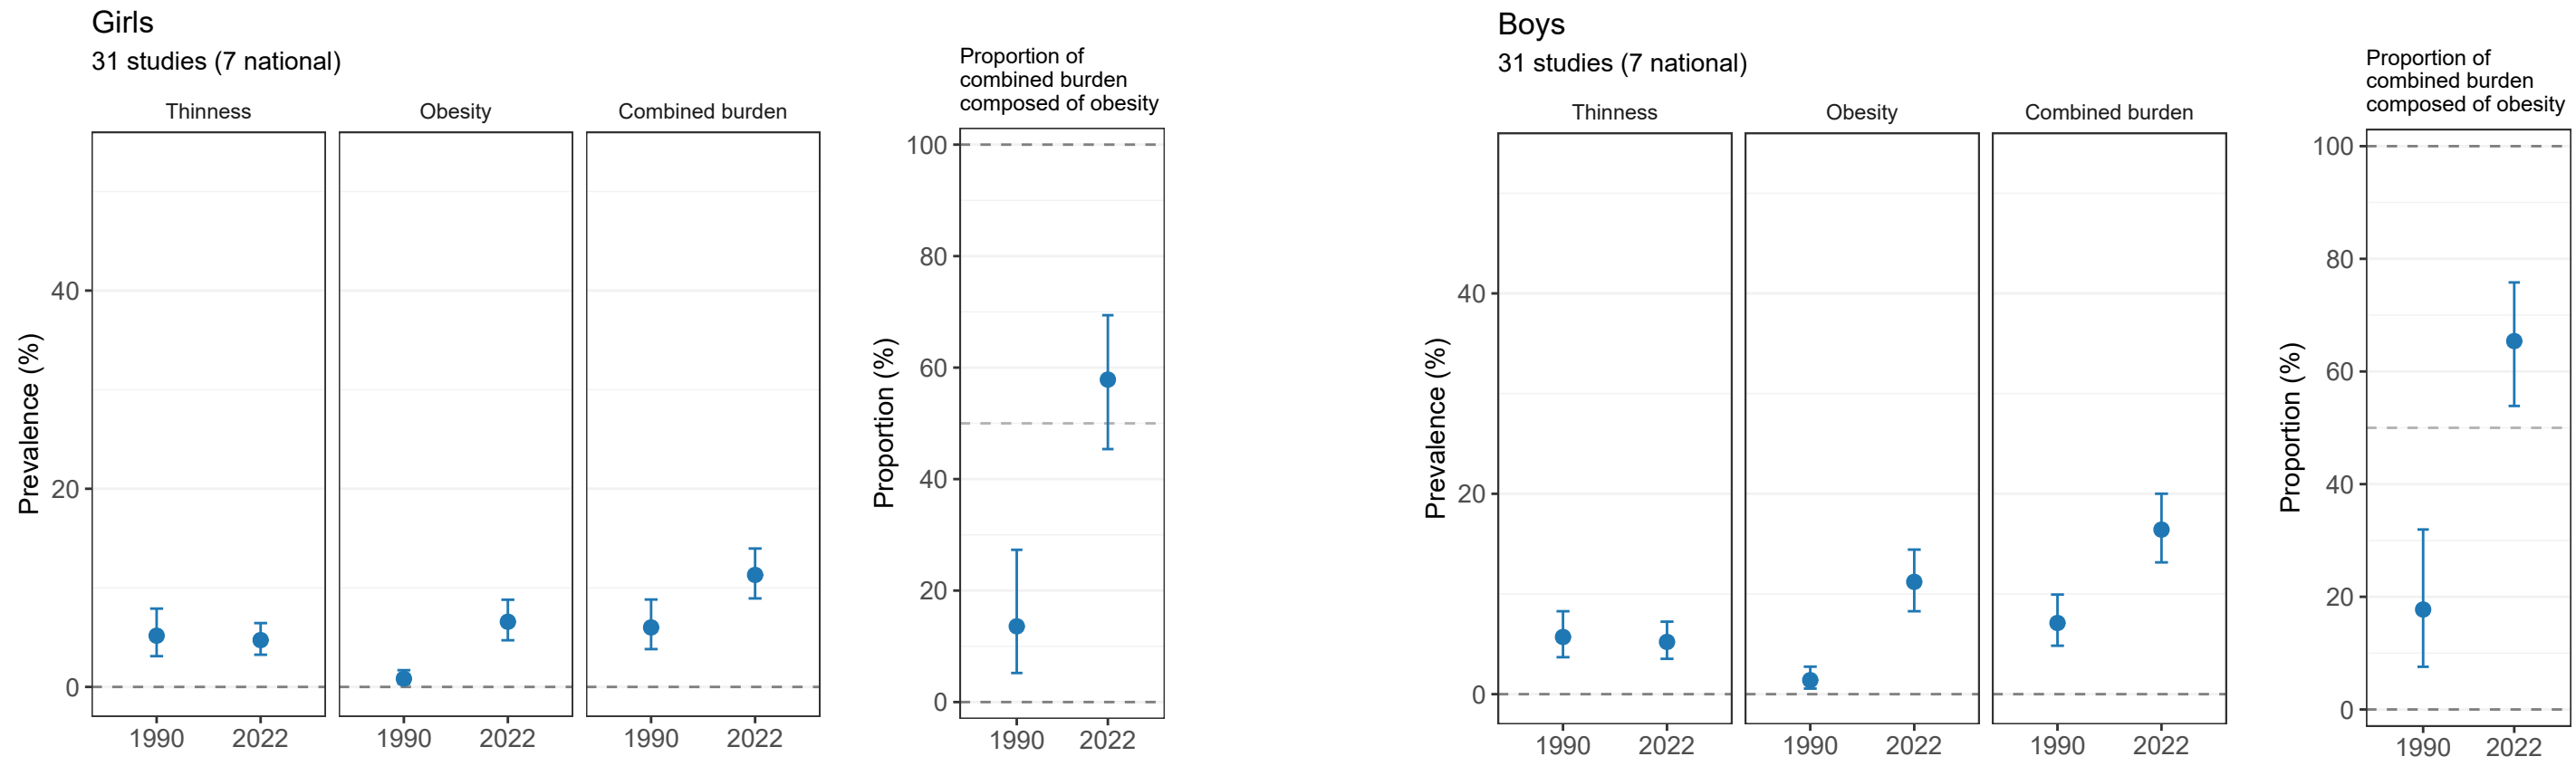 Girls
31 studies (7 national)
Thinness
Obesity
Combined burden
Prevalence (%)
40
20
0
1990 2022
1990 2022
1990 2022
Proportion of
combined burden
composed of obesity
Proportion (%)
100
80
60
40
20
0
1990 2022
Boys
31 studies (7 national)
Thinness
Obesity
Combined burden
Prevalence (%)
40
20
0
1990 2022
1990 2022
1990 2022
Proportion of
combined burden
composed of obesity
Proportion (%)
100
80
60
40
20
0
1990 2022